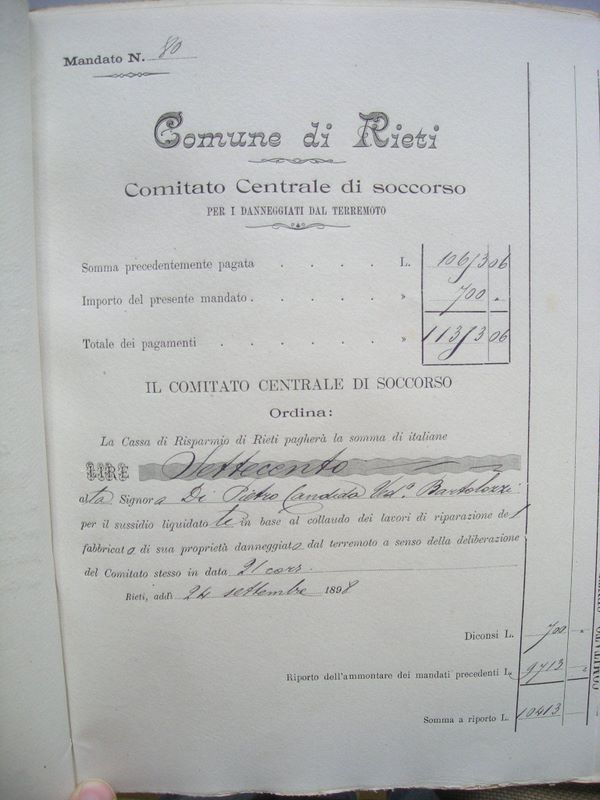 Mandato N. 80
Comune di Rieti
Comitato Centrale di soccorso
PER I DANNEGGIATI DAL TERREMOTO
Somma precedentemente pagata . . . . L. 10613 06
Importo del presente mandato . . . . » 700 "
Totale dei pagamenti . . . . . » 11313 06
IL COMITATO CENTRALE DI SOCCORSO
Ordina:
La Cassa di Risparmio di Rieti pagherà la somma di italiane
LIRE Settecento
alla Signora Di Pietro Candida Ved.a Bartolozzi
per il sussidio liquidatole in base al collaudo dei lavori di riparazione del
fabbricato di sua proprietà danneggiato dal terremoto a senso della deliberazione
del Comitato stesso in data 21 corr.
Rieti, addì 24 settembre 1898
Diconsi L. 700 "
Riporto dell'ammontare dei mandati precedenti L. 9713 "
Somma a riporto L. 10413